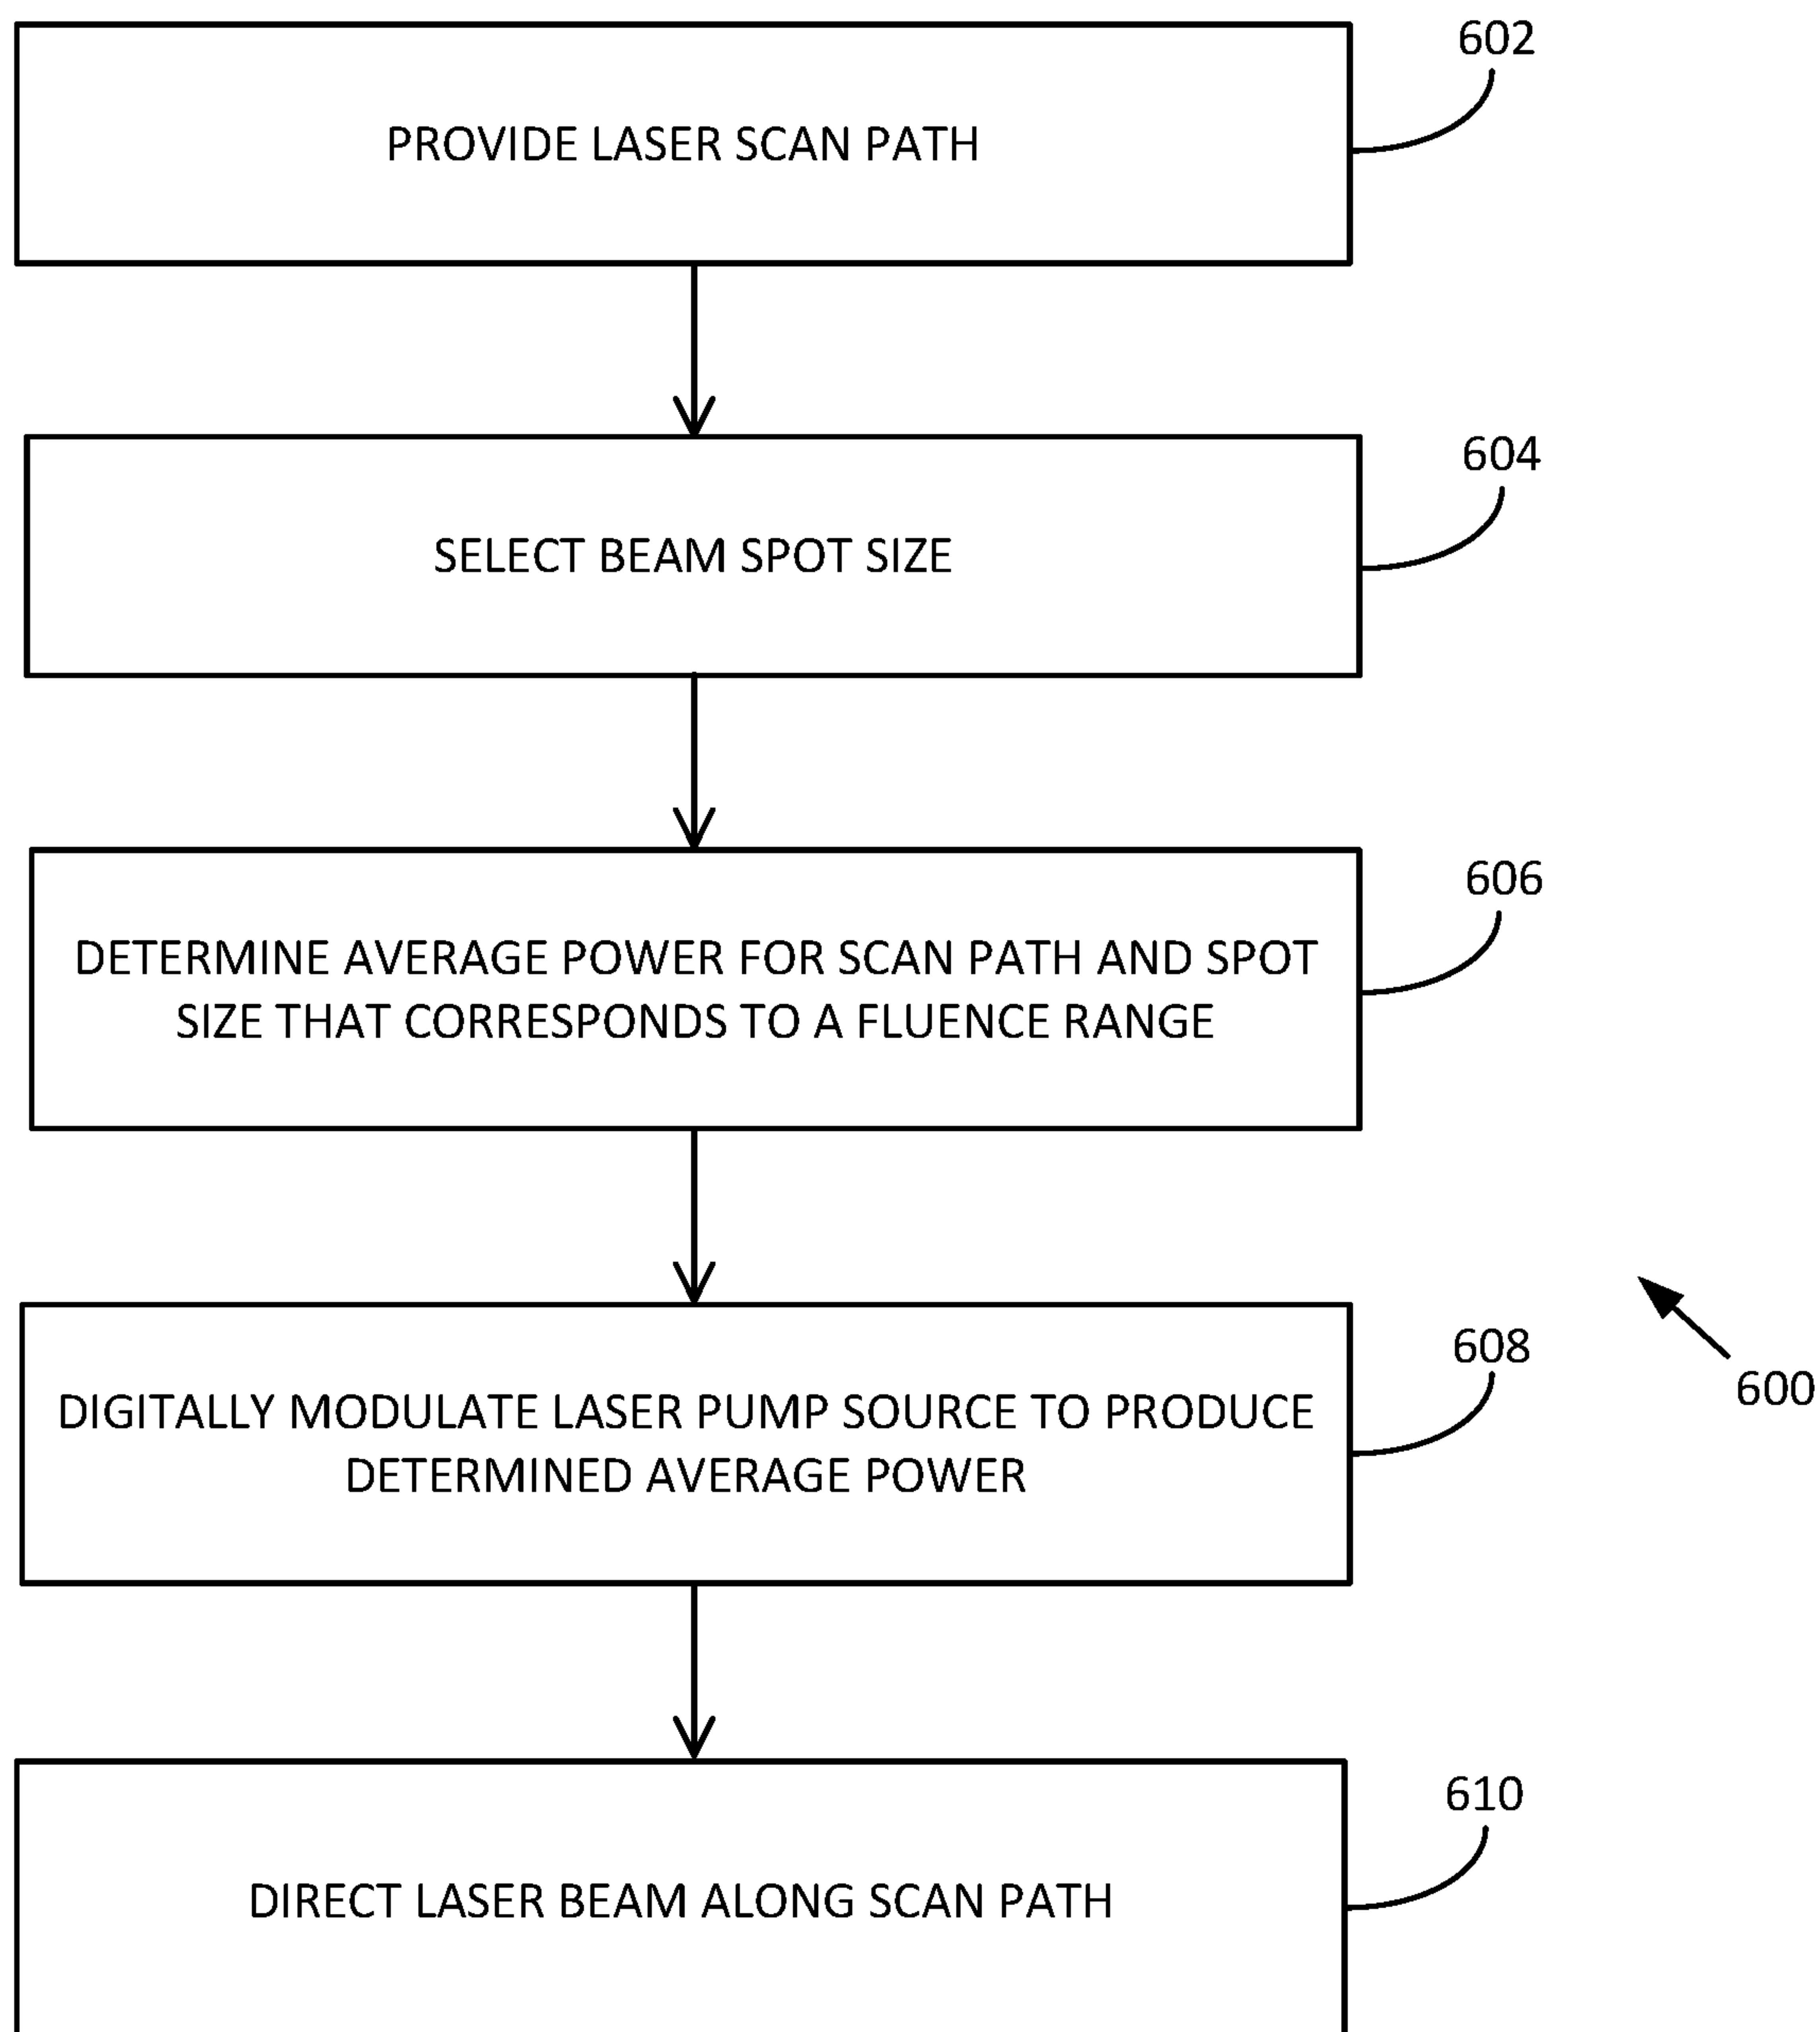 602
PROVIDE LASER SCAN PATH
604
SELECT BEAM SPOT SIZE
606
DETERMINE AVERAGE POWER FOR SCAN PATH AND SPOT
SIZE THAT CORRESPONDS TO A FLUENCE RANGE
608
600
DIGITALLY MODULATE LASER PUMP SOURCE TO PRODUCE
DETERMINED AVERAGE POWER
610
DIRECT LASER BEAM ALONG SCAN PATH